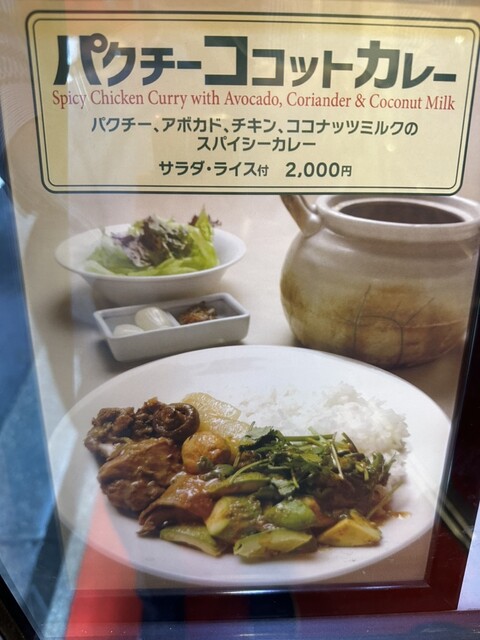 パクチーココットカレー
Spicy Chicken Curry with Avocado, Coriander & Coconut Milk
パクチー、アボカド、チキン、ココナッツミルクの
スパイシーカレー
サラダ・ライス付 2,000円